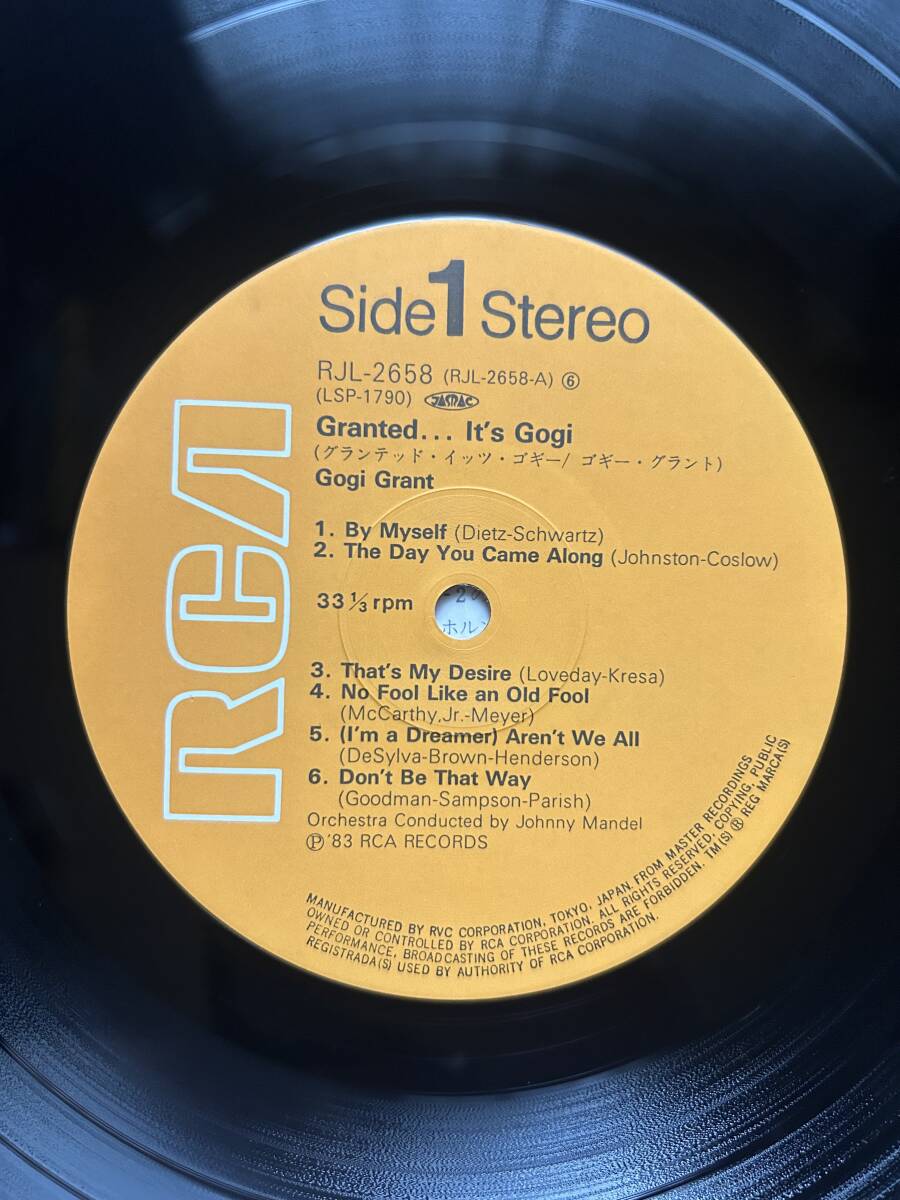 Side 1 Stereo
RJL-2658 (RJL-2658-A) ⑥
(LSP-1790) JASRAC
Granted... It's Gogi
(グランテッド・イッツ・ゴギー/ ゴギー・グラント)
Gogi Grant
1. By Myself (Dietz-Schwartz)
2. The Day You Came Along (Johnston-Coslow)
33 1/3 rpm
ホル
3. That's My Desire (Loveday-Kresa)
4. No Fool Like an Old Fool
(McCarthy,Jr.-Meyer)
5. (I'm a Dreamer) Aren't We All
(DeSylva-Brown-Henderson)
6. Don't Be That Way
(Goodman-Sampson-Parish)
Orchestra Conducted by Johnny Mandel
Ⓟ '83 RCA RECORDS
RCA
MANUFACTURED BY RVC CORPORATION, TOKYO, JAPAN. FROM MASTER RECORDINGS
OWNED OR CONTROLLED BY RCA CORPORATION. ALL RIGHTS RESERVED, COPYING, PUBLIC
PERFORMANCE, BROADCASTING OF THESE RECORDS ARE FORBIDDEN. TM(S) ® REG MARCA(S)
REGISTRADA(S) USED BY AUTHORITY OF RCA CORPORATION.